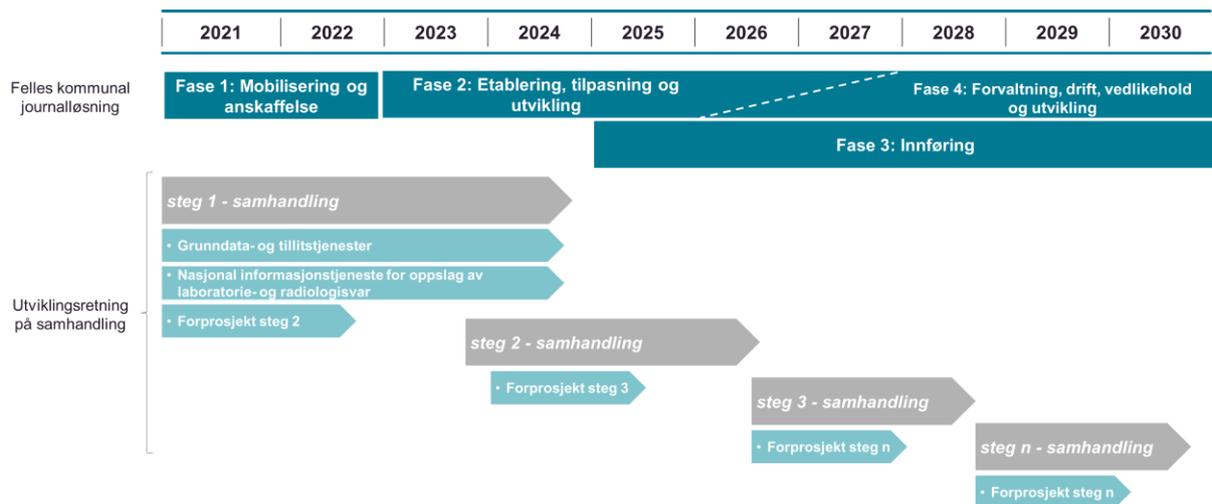 2021 2022 2023 2024 2025 2026 2027 2028 2029 2030
Felles kommunal
journalløsning
Fase 1: Mobilisering og
anskaffelse
Fase 2: Etablering, tilpasning og
utvikling
Fase 4: Forvaltning, drift, vedlikehold
og utvikling
Fase 3: Innføring
Utviklingsretning
på samhandling
steg 1 - samhandling
• Grunndata- og tillitstjenester
• Nasjonal informasjonstjeneste for oppslag av
laboratorie- og radiologisvar
• Forprosjekt steg 2
steg 2 - samhandling
• Forprosjekt steg 3
steg 3 - samhandling
• Forprosjekt steg n
steg n - samhandling
• Forprosjekt steg n